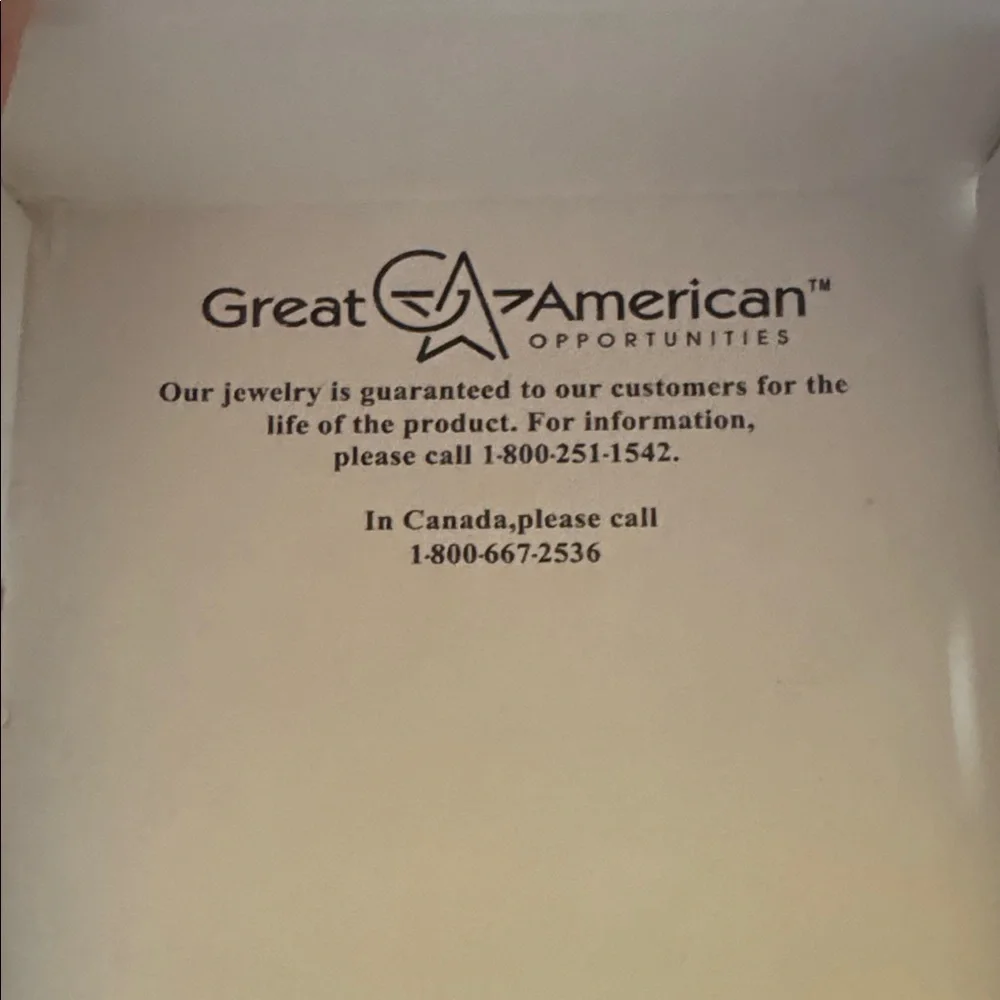 Great American™
OPPORTUNITIES
Our jewelry is guaranteed to our customers for the
life of the product. For information,
please call 1-800-251-1542.
In Canada,please call
1-800-667-2536